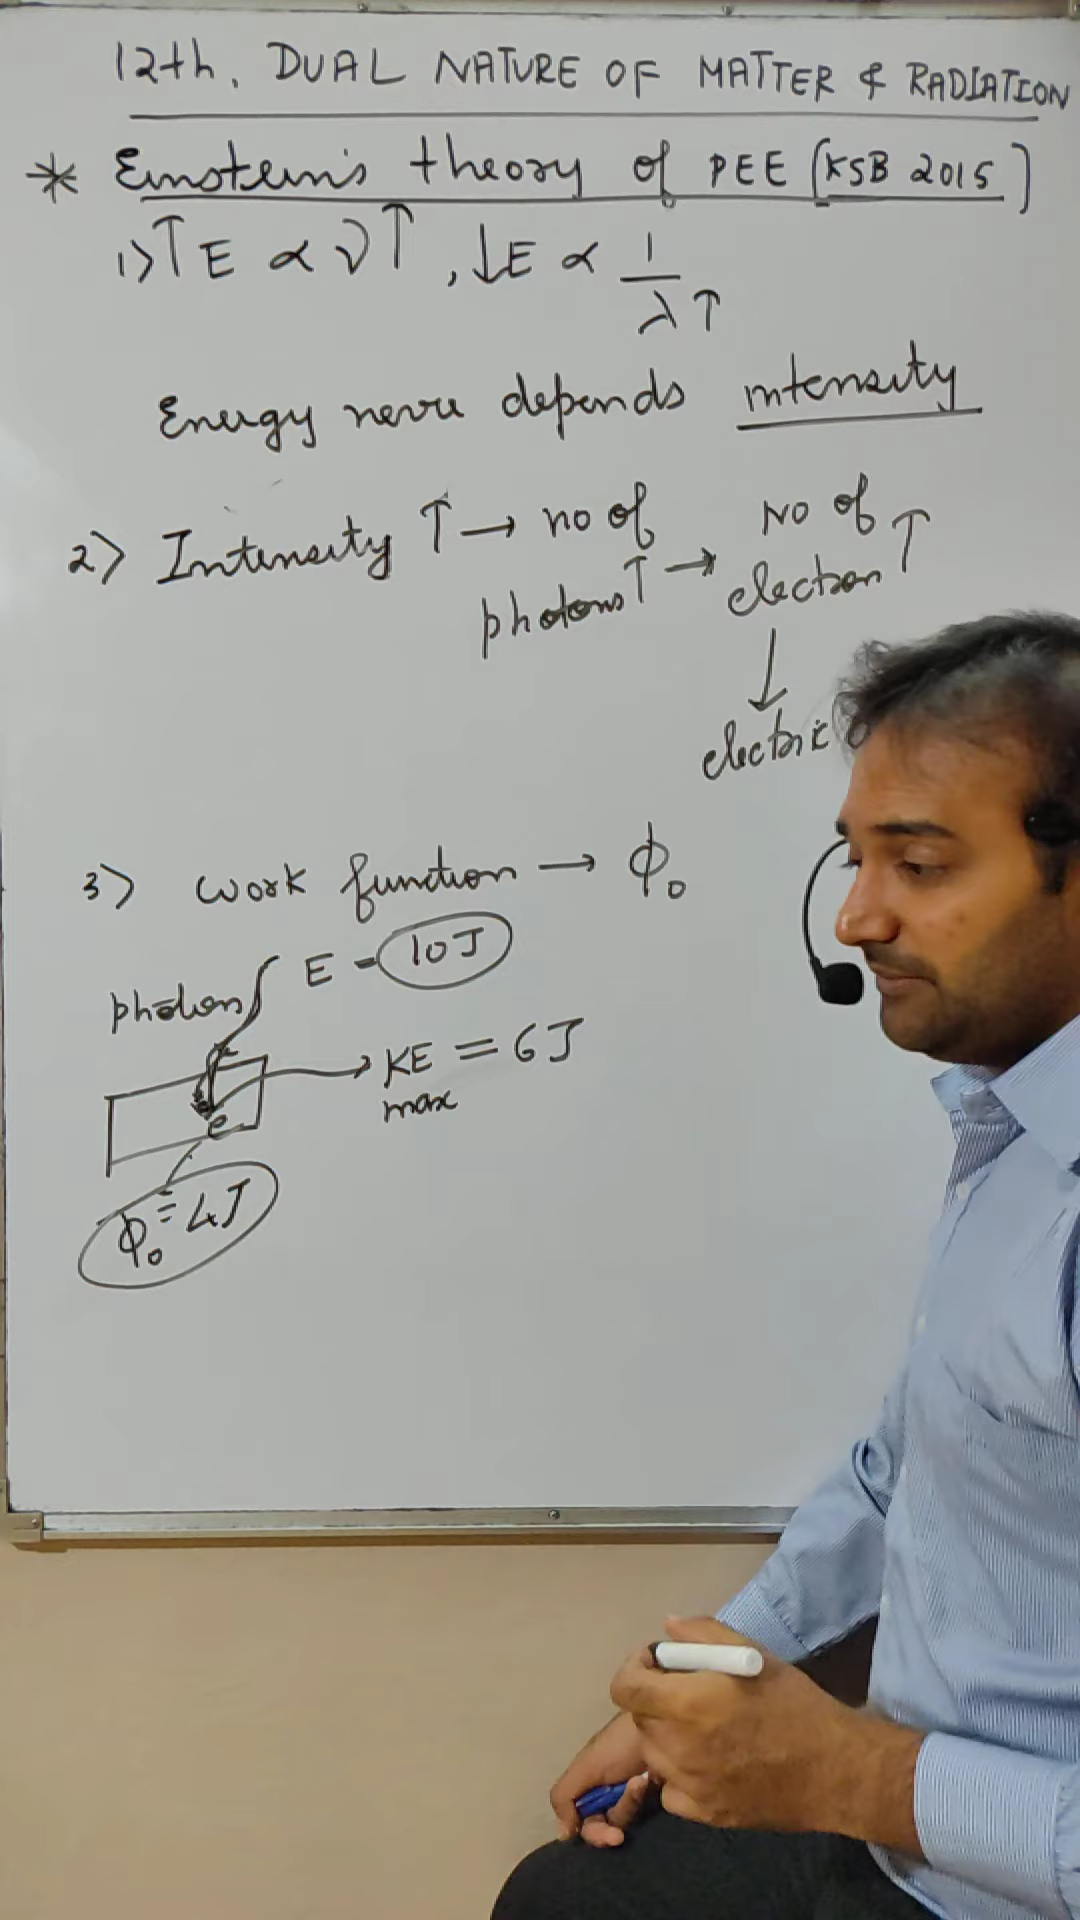 12th. DUAL NATURE OF MATTER & RADIATION
* Einstein's theory of PEE [KSB 2015]
1> ↑E ∝ ν↑, ↓E ∝ 1/λ↑
Energy never depends intensity
2> Intensity ↑ → no of photons↑ → No of electron↑
↓
electric
3> work function → ϕ₀
photon E = 10J
e → KE max = 6J
ϕ₀ = 4J